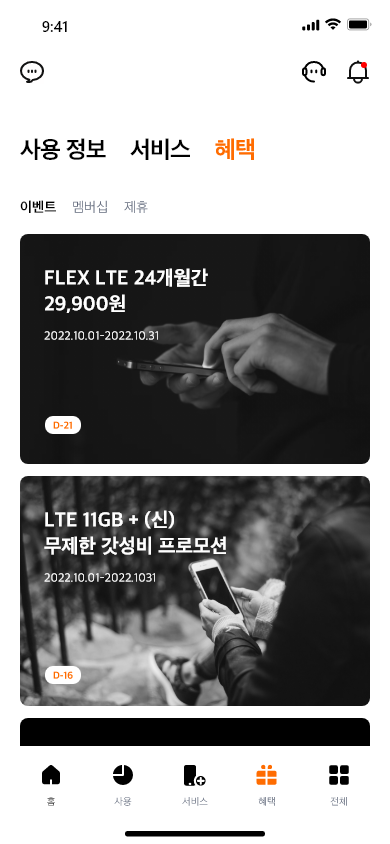 9:41
사용 정보 서비스 혜택
이벤트 멤버십 제휴
FLEX LTE 24개월간
29,900원
2022.10.01-2022.10.31
D-21
LTE 11GB + (신)
무제한 갓성비 프로모션
2022.10.01-2022.1031
D-16
홈 사용 서비스 혜택 전체